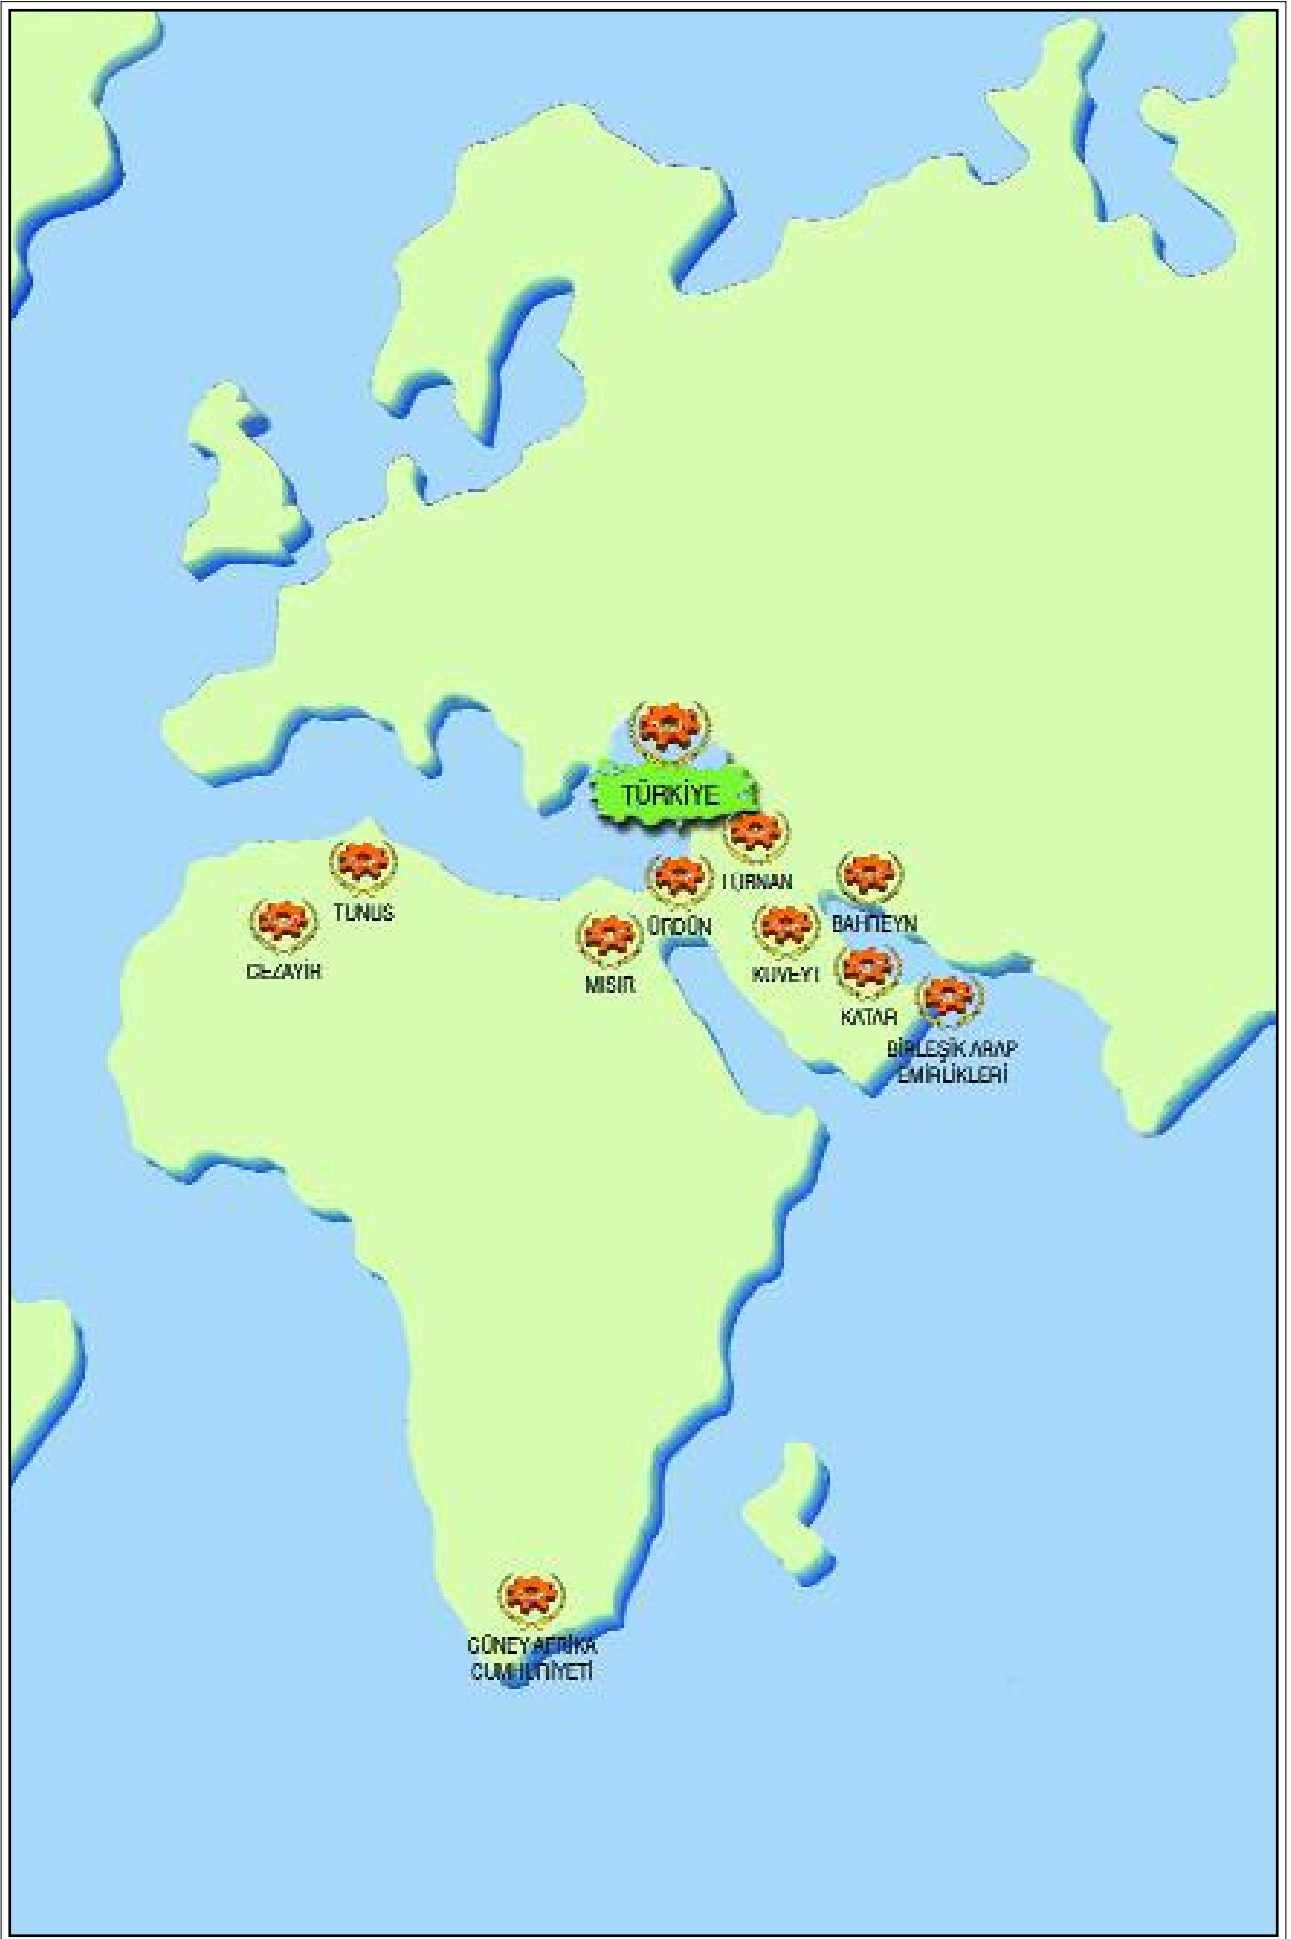 TÜRKİYE
TUNUS
ÜRDÜN
BAHREYN
CEZAYİR
MISIR
KUVEYT
KATAR
BİRLEŞİK ARAP
EMİRLİKLERİ
GÜNEY AFRİKA
CUMHURİYETİ